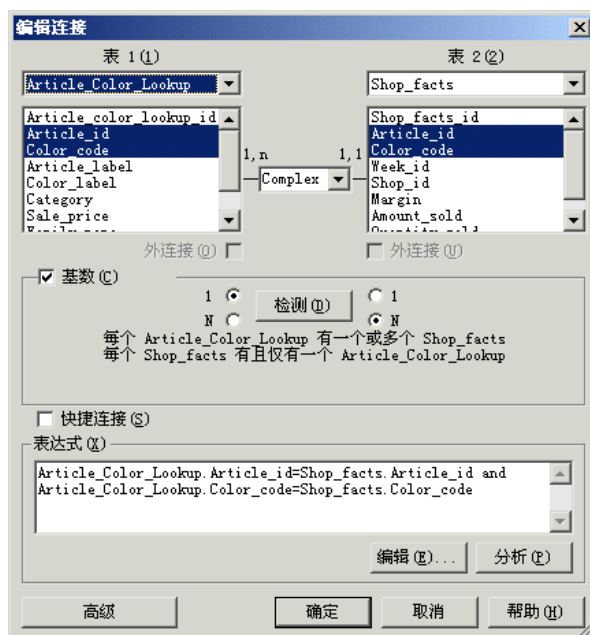 编辑连接
表 1(1)
表 2(2)
Article_Color_Lookup
Shop_facts
Article_color_lookup_id
Article_id
Color_code
Article_label
Color_label
Category
Sale_price
1,n
Complex
1,1
Shop_facts_id
Article_id
Color_code
Week_id
Shop_id
Margin
Amount_sold
外连接(O)
外连接(U)
基数(C)
1
N
检测(D)
1
N
每个 Article_Color_Lookup 有一个或多个 Shop_facts
每个 Shop_facts 有且仅有一个 Article_Color_Lookup
快捷连接(S)
表达式(X)
Article_Color_Lookup.Article_id=Shop_facts.Article_id and
Article_Color_Lookup.Color_code=Shop_facts.Color_code
编辑(E)...
分析(P)
高级
确定
取消
帮助(H)